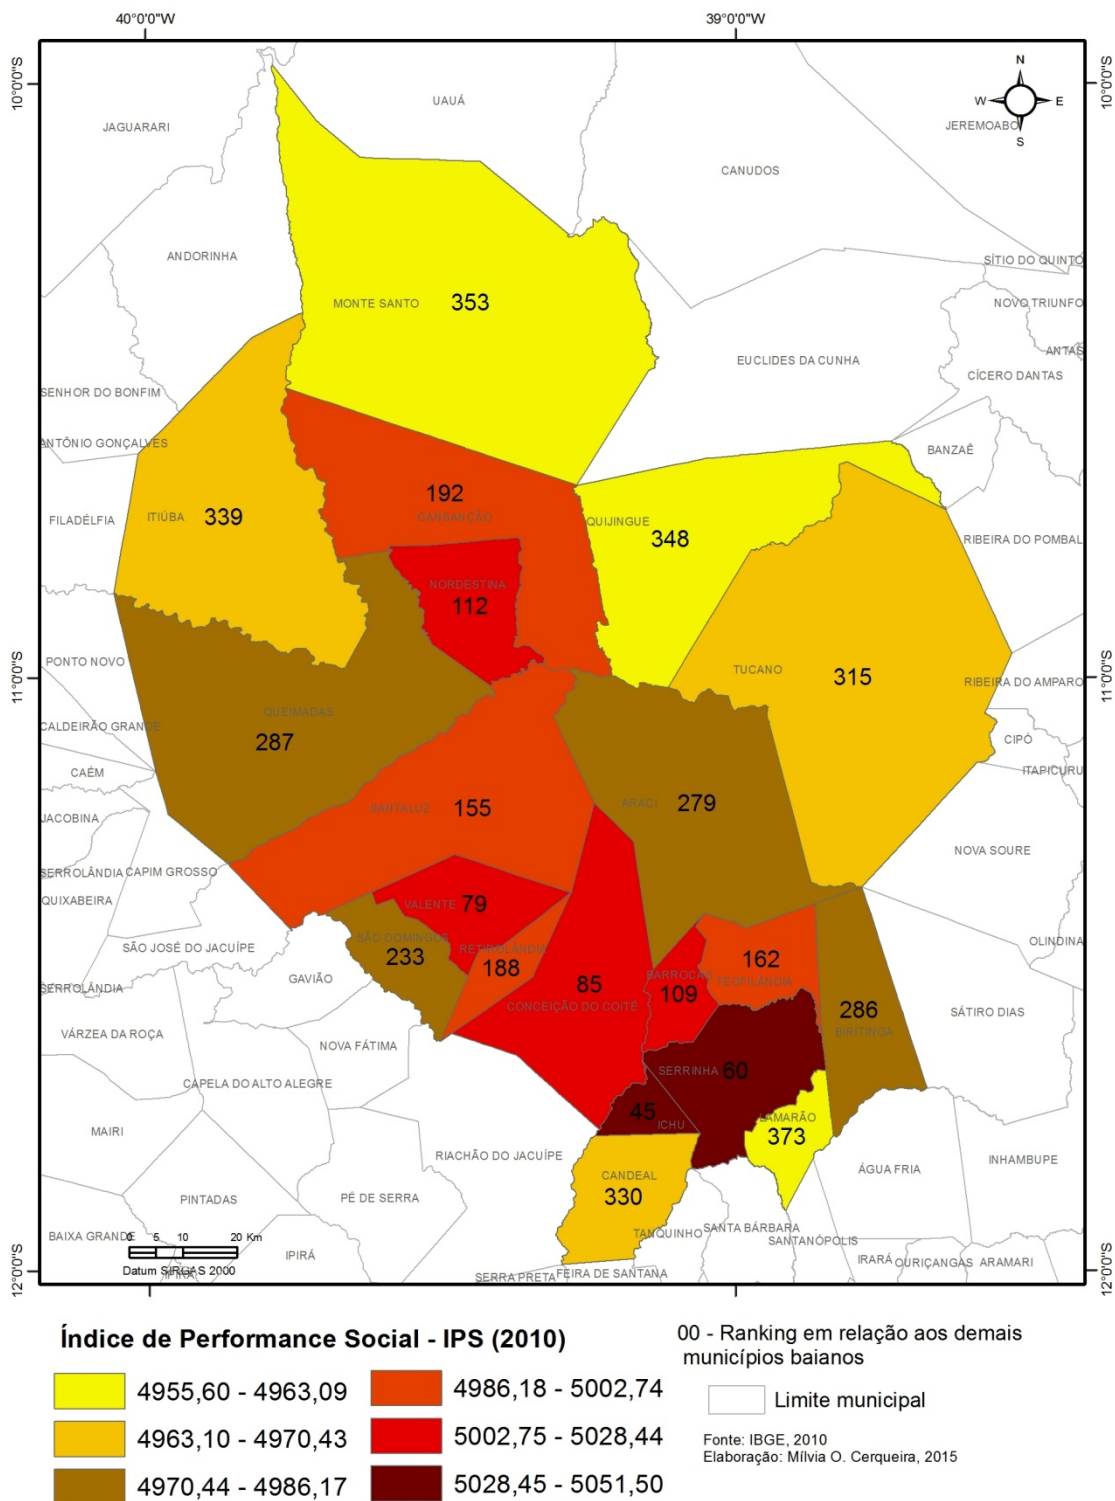 40°0'0"W
39°0'0"W
10°0'0"S
10°0'0"S
N
W
E
S
UAUÁ
JAGUARARI
JEREMOABO
CANUDOS
ANDORINHA
SÍTIO DO QUINTO
MONTE SANTO
353
NOVO TRIUNFO
ANTAS
EUCLIDES DA CUNHA
CÍCERO DANTAS
SENHOR DO BONFIM
ANTÔNIO GONÇALVES
BANZAÊ
192
CANSANÇÃO
FILADÉLFIA
ITIÚBA
339
QUIJINGUE
348
RIBEIRA DO POMBAL
NORDESTINA
112
PONTO NOVO
11°0'0"S
11°0'0"S
TUCANO
315
RIBEIRA DO AMPARO
QUEIMADAS
287
CALDEIRÃO GRANDE
CIPÓ
CAÉM
ITAPICURU
SANTALUZ
155
ARACI
279
JACOBINA
NOVA SOURE
SERROLÂNDIA
CAPIM GROSSO
QUIXABEIRA
VALENTE
79
SÃO DOMINGOS
233
RETIROLÂNDIA
188
SÃO JOSÉ DO JACUÍPE
OLINDINA
GAVIÃO
SERROLÂNDIA
85
CONCEIÇÃO DO COITÉ
BARROCAS
109
162
TEOFILÂNDIA
286
BIRITINGA
SÁTIRO DIAS
VÁRZEA DA ROÇA
NOVA FÁTIMA
SERRINHA
60
CAPELA DO ALTO ALEGRE
45
ICHU
LAMARÃO
373
MAIRI
RIACHÃO DO JACUÍPE
CANDEAL
330
ÁGUA FRIA
INHAMBUPE
PINTADAS
PÉ DE SERRA
BAIXA GRANDE
TANQUINHO
SANTA BÁRBARA
SANTANÓPOLIS
IPIRÁ
IRARÁ
OURIÇANGAS
ARAMARI
0 5 10 20 Km
Datum SIRGAS 2000
IPIRÁ
SERRA PRETA
FEIRA DE SANTANA
12°0'0"S
12°0'0"S
40°0'0"W
39°0'0"W
Índice de Performance Social - IPS (2010)
4955,60 - 4963,09
4963,10 - 4970,43
4970,44 - 4986,17
4986,18 - 5002,74
5002,75 - 5028,44
5028,45 - 5051,50
00 - Ranking em relação aos demais
municípios baianos
Limite municipal
Fonte: IBGE, 2010
Elaboração: Mílvia O. Cerqueira, 2015